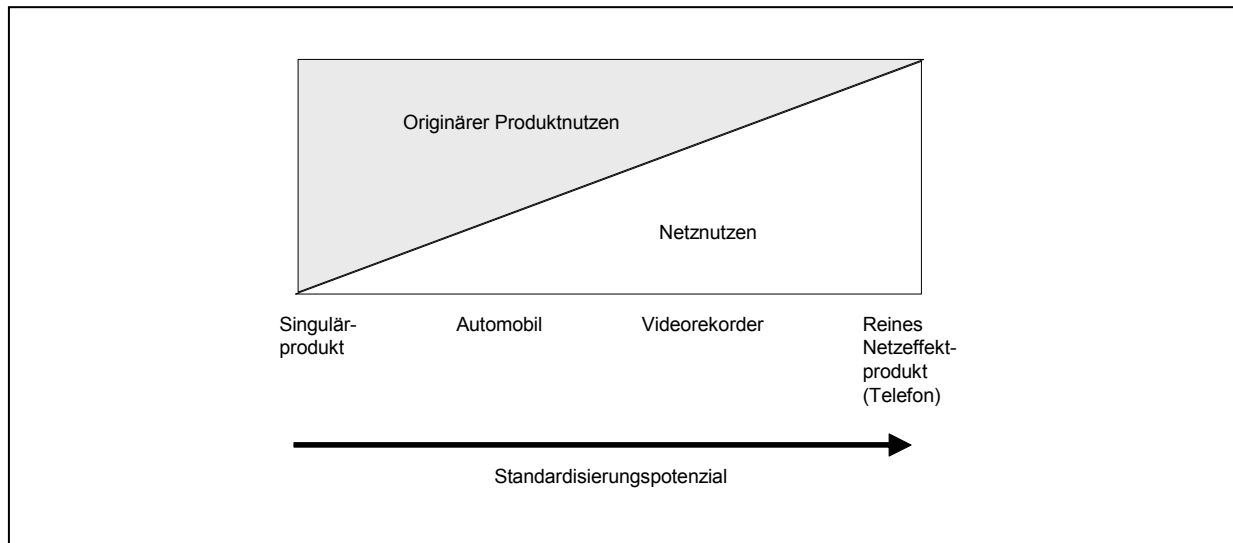 Originärer Produktnutzen
Netznutzen
Singulär-
produkt
Automobil
Videorekorder
Reines
Netzeffekt-
produkt
(Telefon)
Standardisierungspotenzial